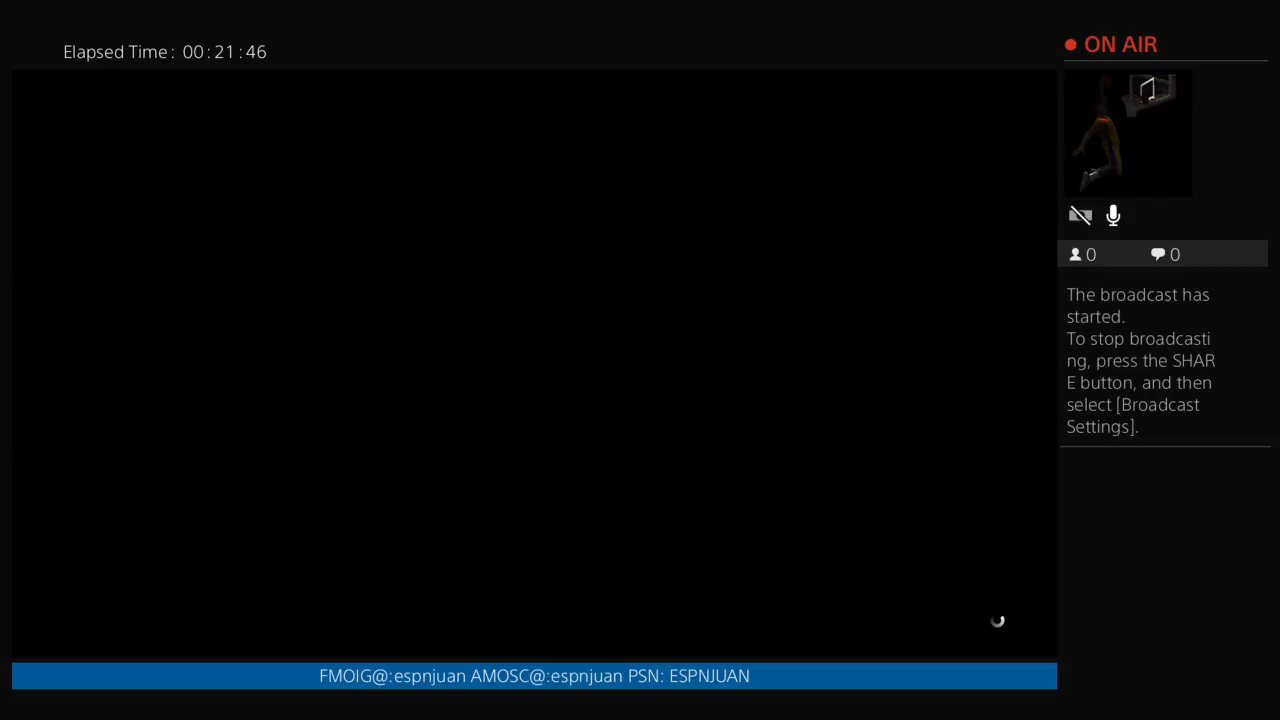 Elapsed Time: 00:21:46
ON AIR
0 0
The broadcast has
started.
To stop broadcasti
ng, press the SHAR
E button, and then
select [Broadcast
Settings].
FMOIG@:espnjuan AMOSC@:espnjuan PSN: ESPNJUAN